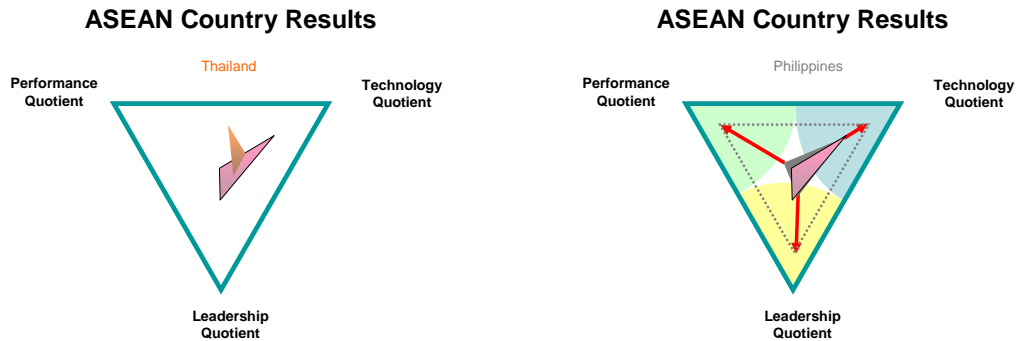 ASEAN Country Results
Thailand
Performance
Quotient
Technology
Quotient
Leadership
Quotient
ASEAN Country Results
Philippines
Performance
Quotient
Technology
Quotient
Leadership
Quotient